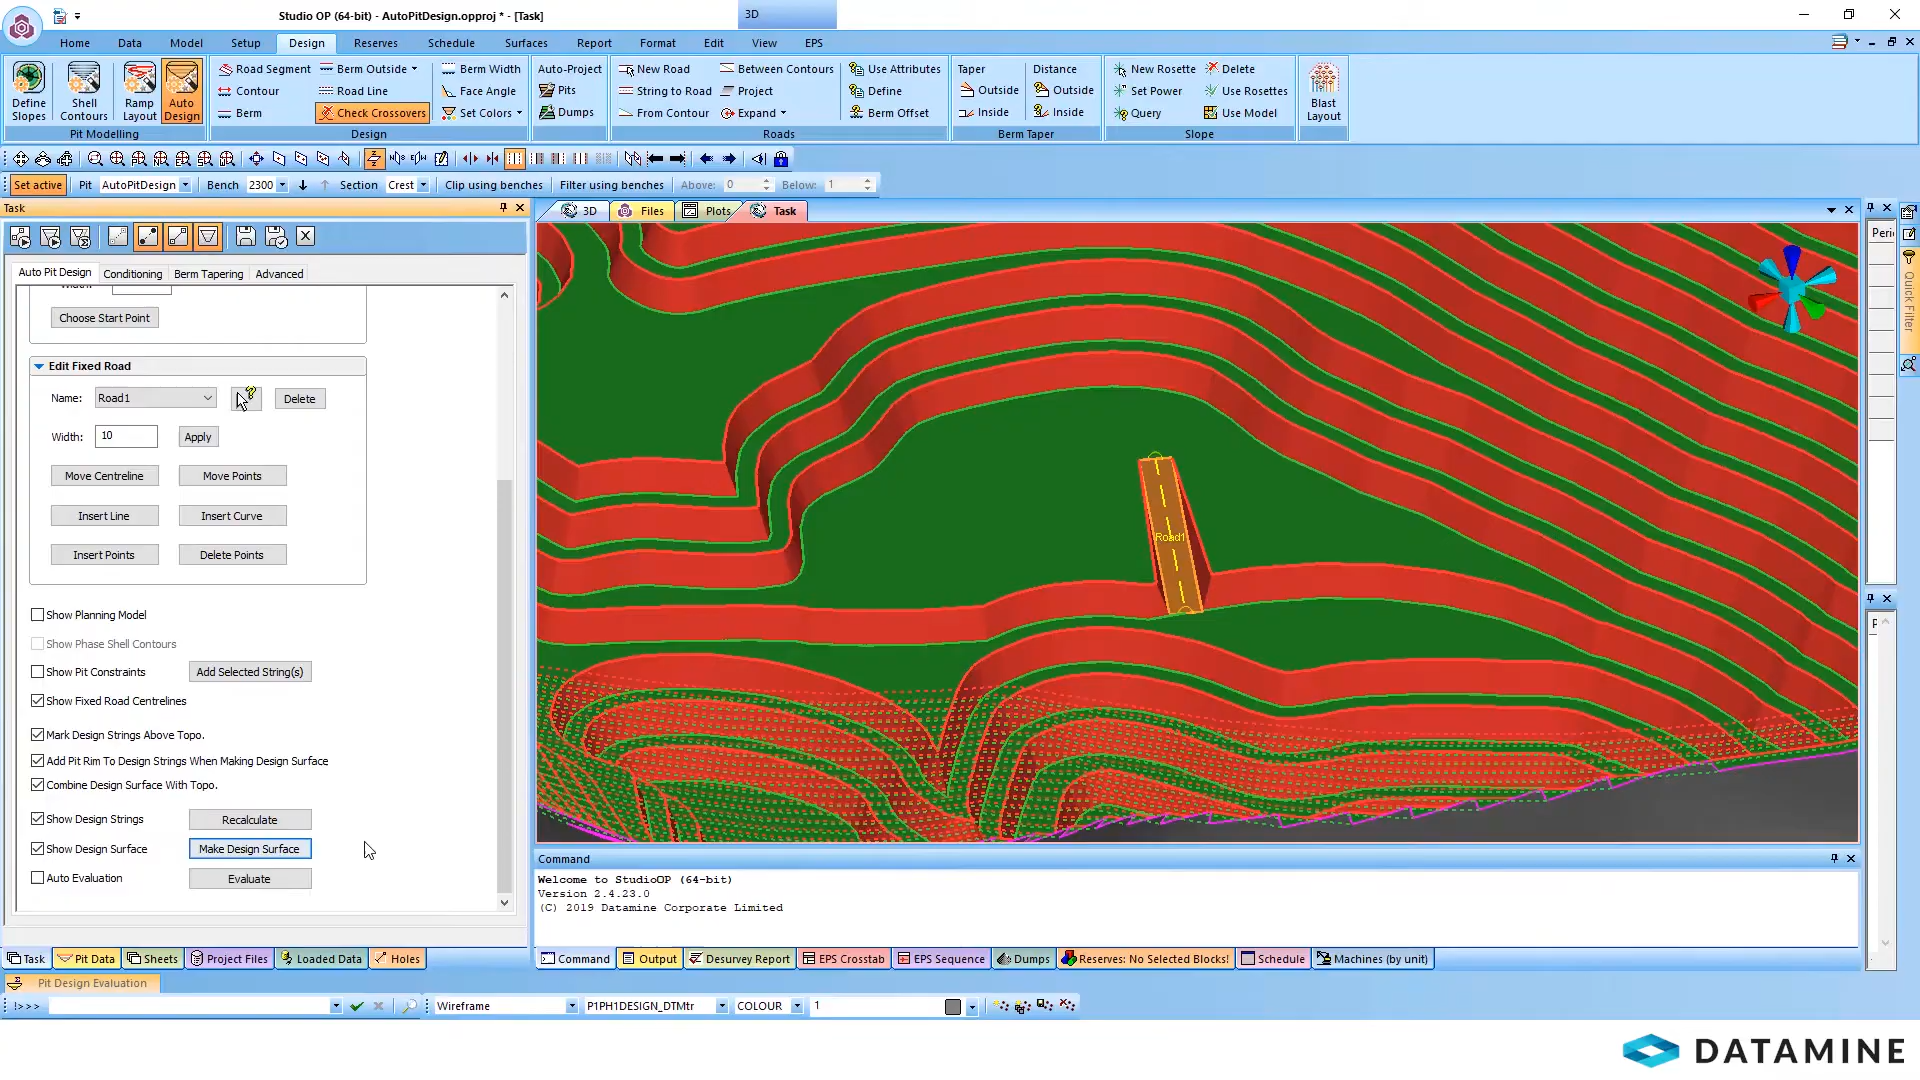 Studio OP (64-bit) - AutoPitDesign.opproj * - [Task]
3D
Home Data Model Setup Design Reserves Schedule Surfaces Report Format Edit View EPS
Define Slopes
Shell Contours
Ramp Layout
Auto Design
Pit Modelling
Road Segment Berm Outside Berm Width
Contour Road Line Face Angle
Berm Check Crossovers Set Colors
Design
Auto-Project
Pits
Dumps
New Road Between Contours Use Attributes
String to Road Project Define
From Contour Expand Berm Offset
Roads
Taper Distance
Outside Outside
Inside Inside
Berm Taper
New Rosette Delete
Set Power Use Rosettes
Query Use Model
Slope
Blast Layout
Set active Pit AutoPitDesign Bench 2300 Section Crest Clip using benches Filter using benches Above: 0 Below: 1
Task
3D Files Plots Task
Auto Pit Design Conditioning Berm Tapering Advanced
Choose Start Point
Edit Fixed Road
Name: Road1 Delete
Width: 10 Apply
Move Centreline Move Points
Insert Line Insert Curve
Insert Points Delete Points
Show Planning Model
Show Phase Shell Contours
Show Pit Constraints Add Selected String(s)
Show Fixed Road Centrelines
Mark Design Strings Above Topo.
Add Pit Rim To Design Strings When Making Design Surface
Combine Design Surface With Topo.
Show Design Strings Recalculate
Show Design Surface Make Design Surface
Auto Evaluation Evaluate
Road1
Peri
Quick Filter
Command
Welcome to StudioOP (64-bit)
Version 2.4.23.0
(C) 2019 Datamine Corporate Limited
Task Pit Data Sheets Project Files Loaded Data Holes
Command Output Desurvey Report EPS Crosstab EPS Sequence Dumps Reserves: No Selected Blocks! Schedule Machines (by unit)
Pit Design Evaluation
!>>> Wireframe P1PH1DESIGN_DTMtr COLOUR 1
DATAMINE